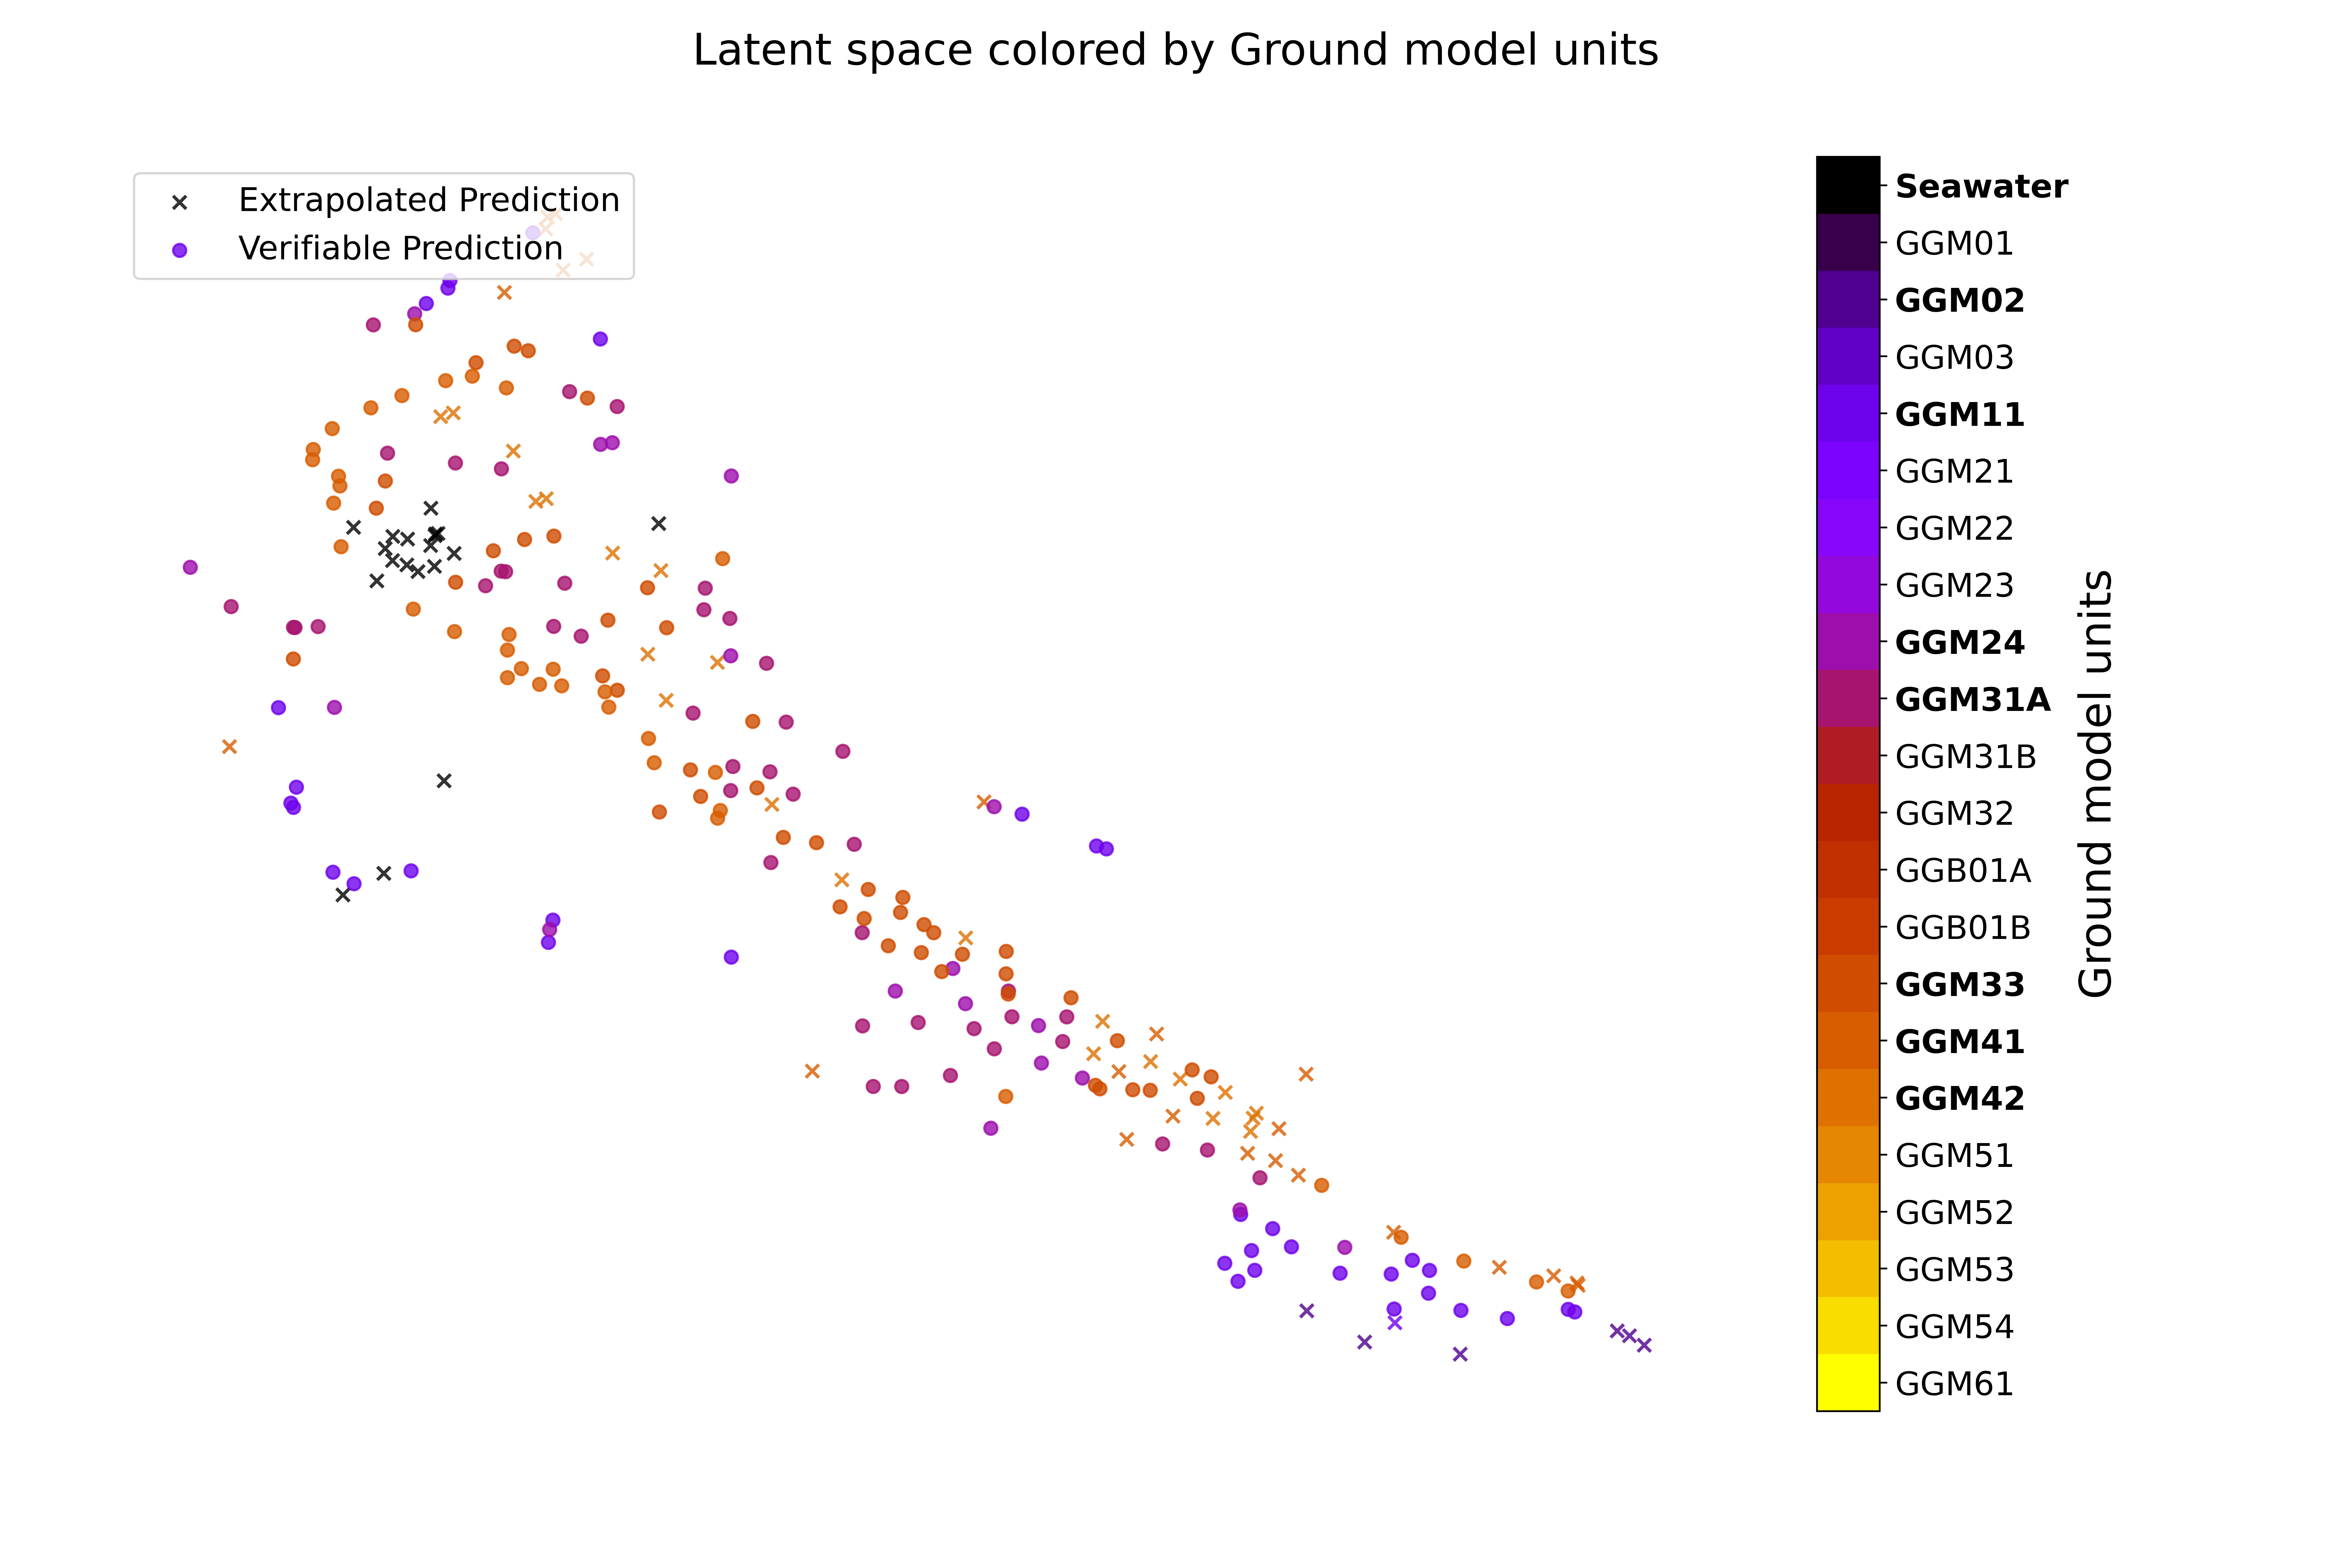 Latent space colored by Ground model units
Extrapolated Prediction
Verifiable Prediction
Seawater
GGM01
GGM02
GGM03
GGM11
GGM21
GGM22
GGM23
GGM24
GGM31A
GGM31B
GGM32
GGB01A
GGB01B
GGM33
GGM41
GGM42
GGM51
GGM52
GGM53
GGM54
GGM61
Ground model units